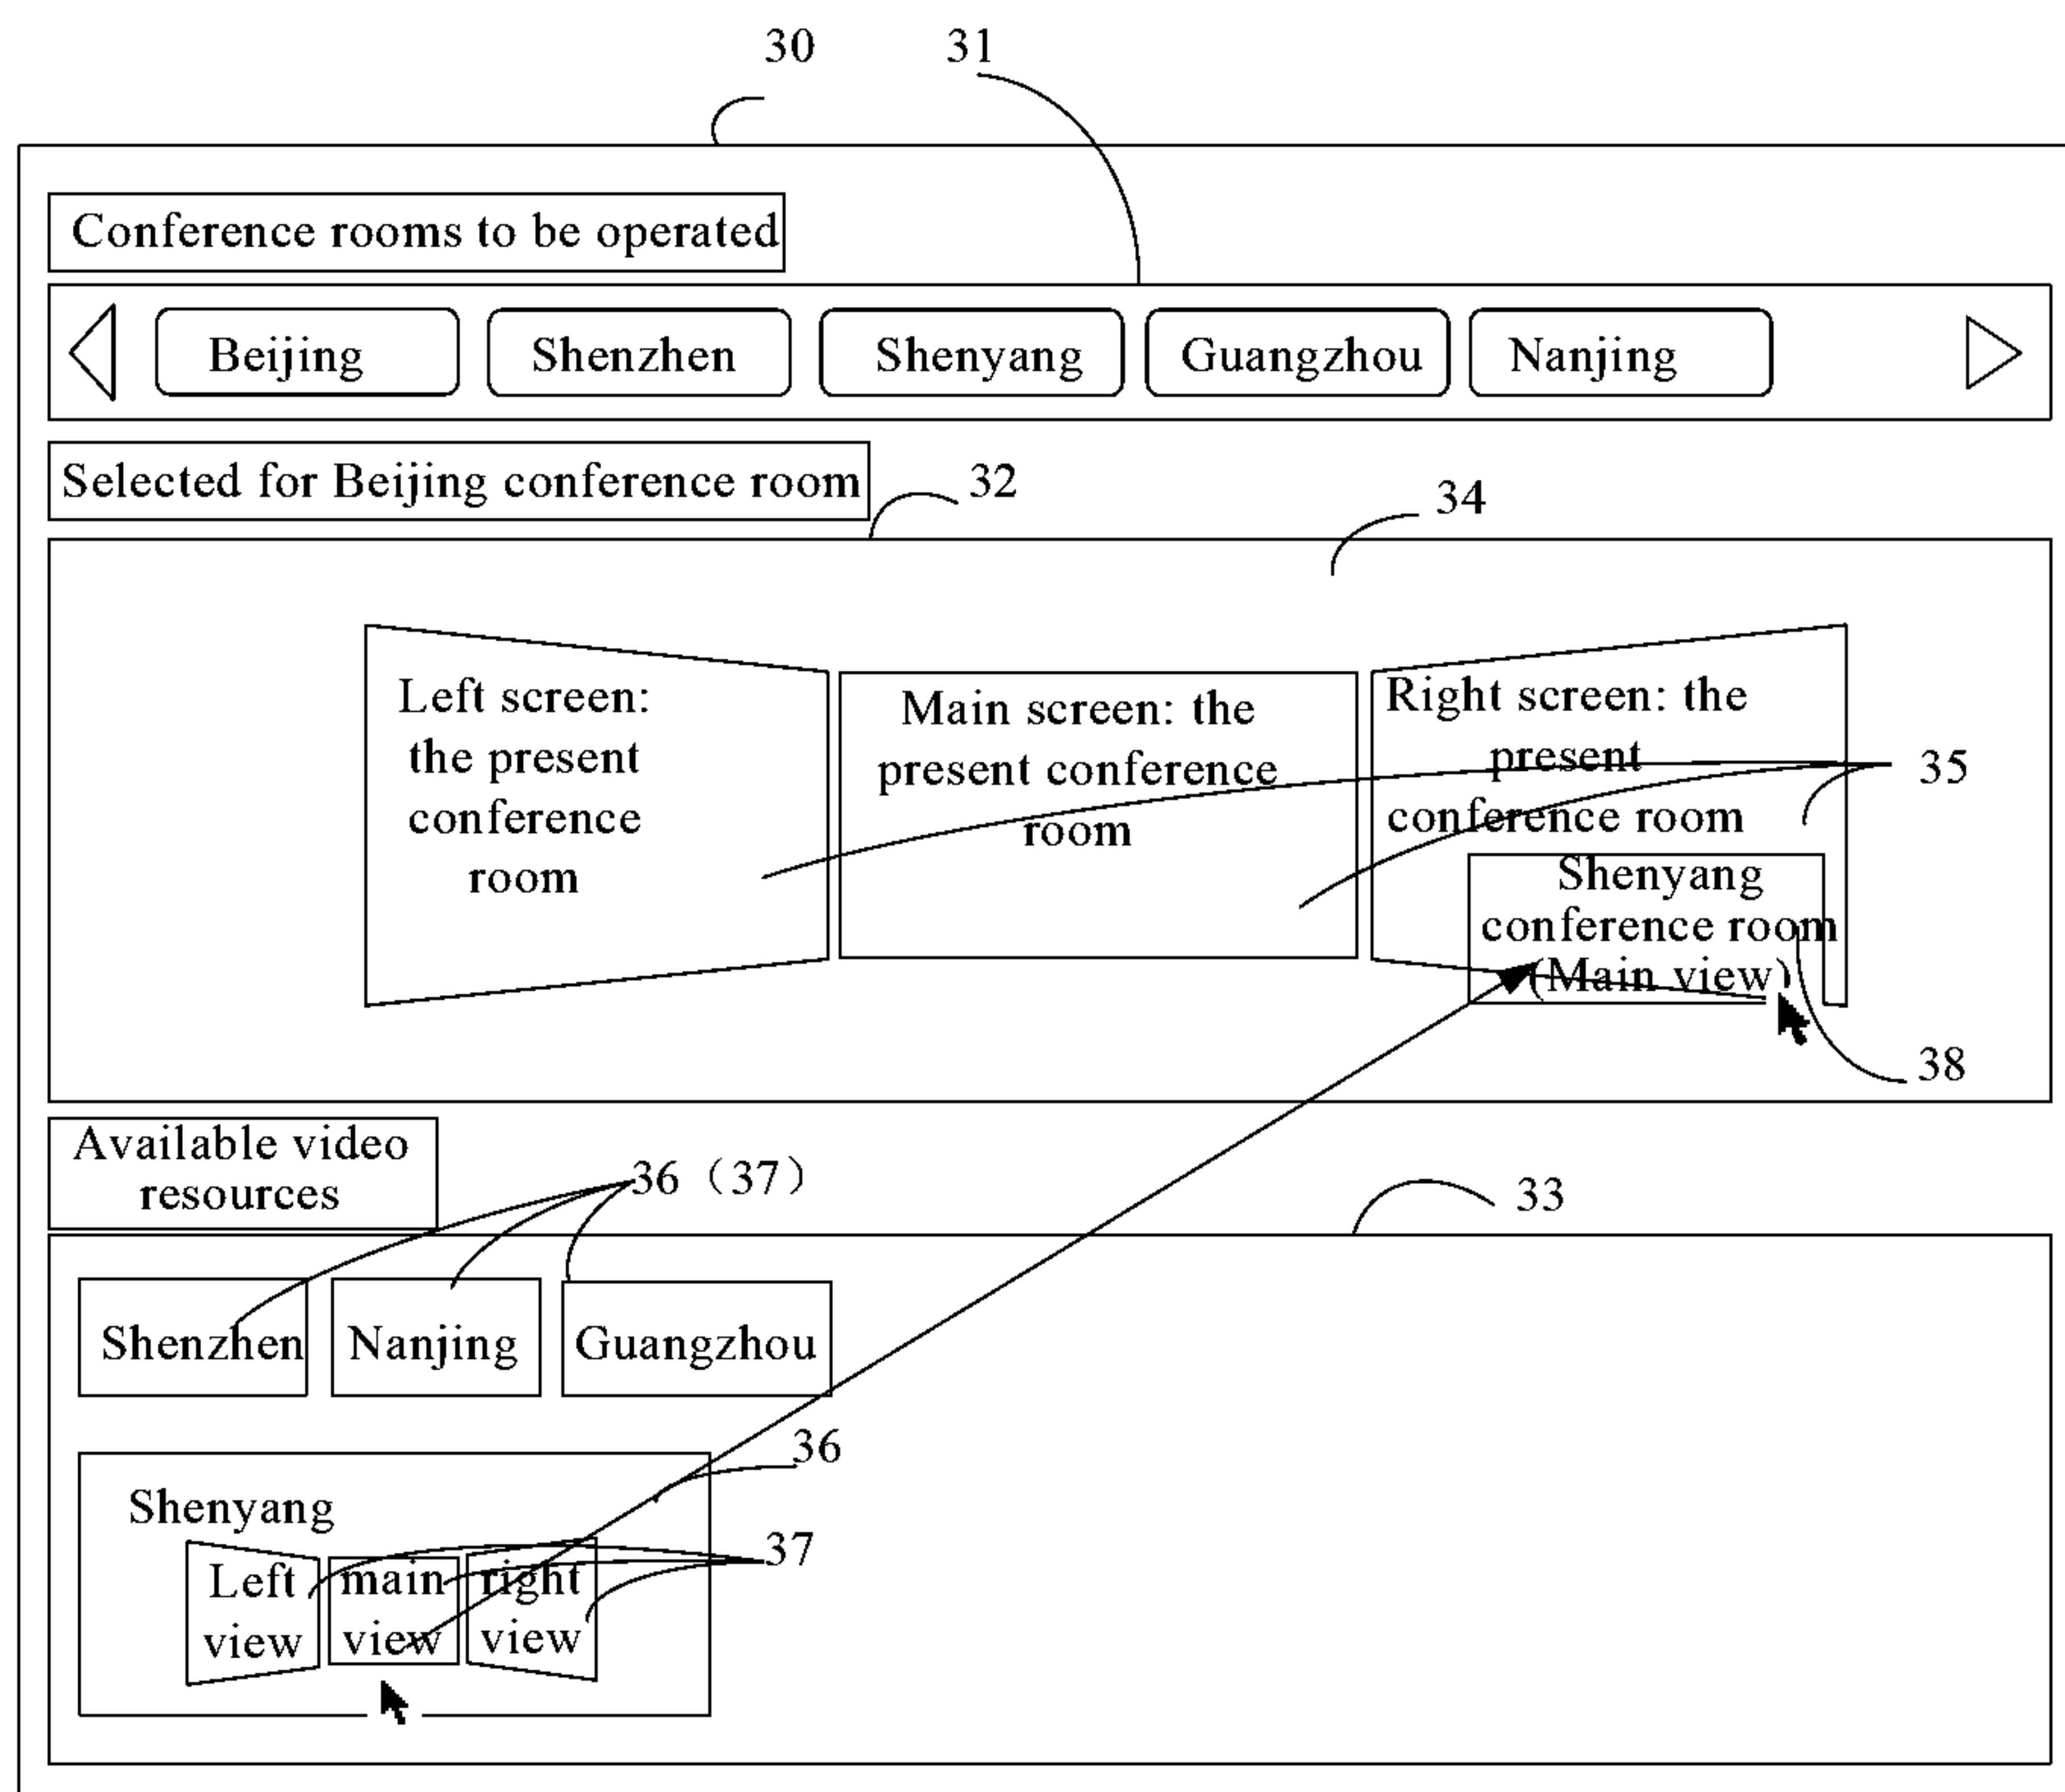 30
31
Conference rooms to be operated
Beijing
Shenzhen
Shenyang
Guangzhou
Nanjing
Selected for Beijing conference room
32
34
Left screen:
the present
conference
room
Main screen: the
present conference
room
Right screen: the
present
conference room
35
Shenyang
conference room
(Main view)
38
Available video
resources
36（37）
33
Shenzhen
Nanjing
Guangzhou
36
Shenyang
37
Left
view
main
view
right
view